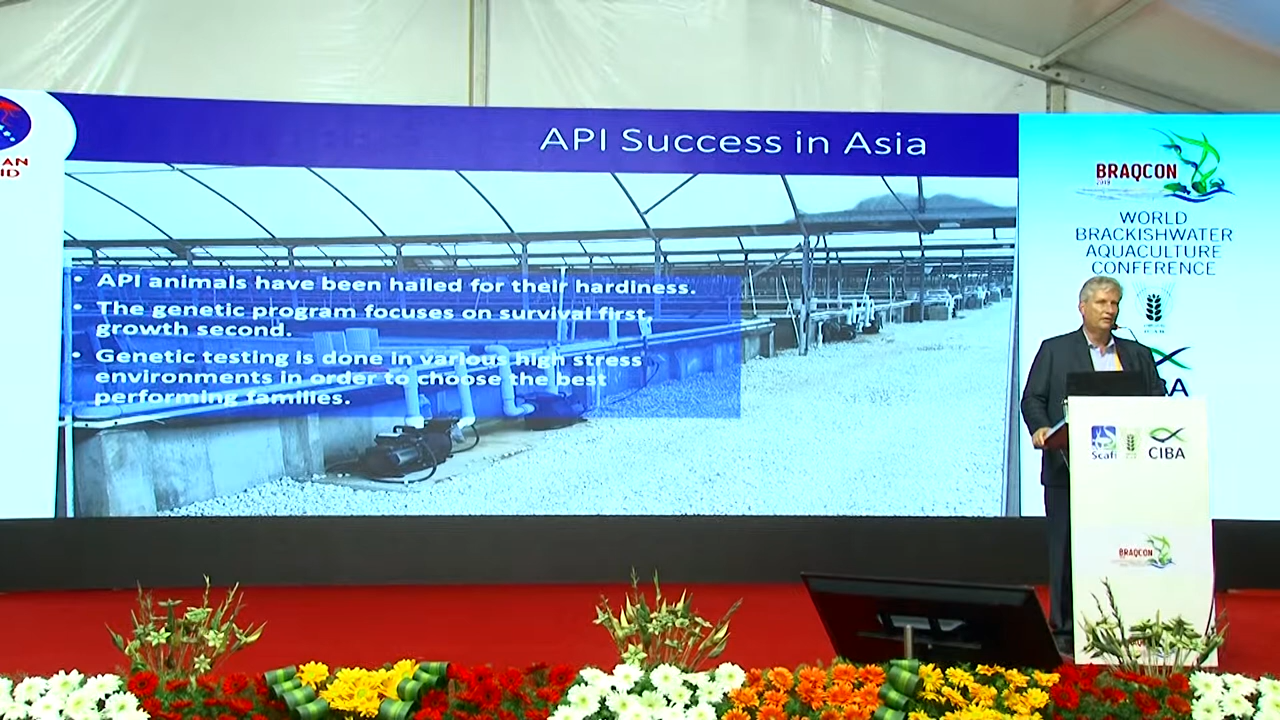 API Success in Asia
• API animals have been hailed for their hardiness.
• The genetic program focuses on survival first,
growth second.
• Genetic testing is done in various high stress
environments in order to choose the best
performing families.
BRAQCON
2019
WORLD
BRACKISHWATER
AQUACULTURE
CONFERENCE
Scafi
CIBA
BRAQCON